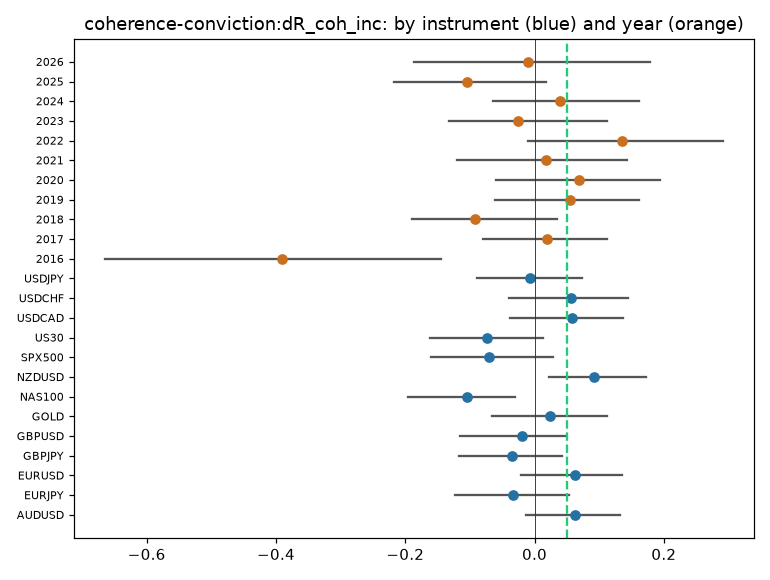 coherence-conviction:dR_coh_inc: by instrument (blue) and year (orange)
2026
2025
2024
2023
2022
2021
2020
2019
2018
2017
2016
USDJPY
USDCHF
USDCAD
US30
SPX500
NZDUSD
NAS100
GOLD
GBPUSD
GBPJPY
EURUSD
EURJPY
AUDUSD
−0.6 −0.4 −0.2 0.0 0.2